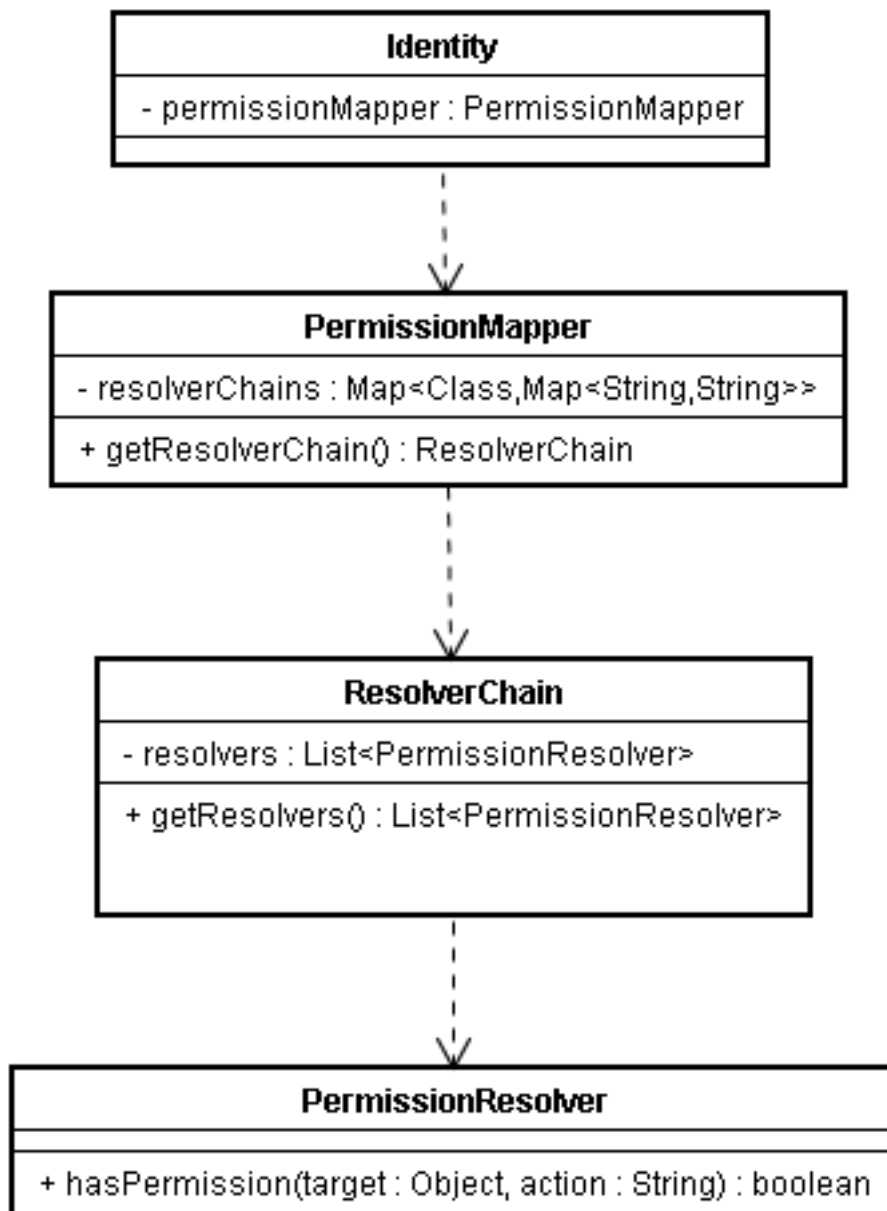 Identity
- permissionMapper : PermissionMapper
PermissionMapper
- resolverChains : Map<Class,Map<String,String>>
+ getResolverChain() : ResolverChain
ResolverChain
- resolvers : List<PermissionResolver>
+ getResolvers() : List<PermissionResolver>
PermissionResolver
+ hasPermission(target : Object, action : String) : boolean